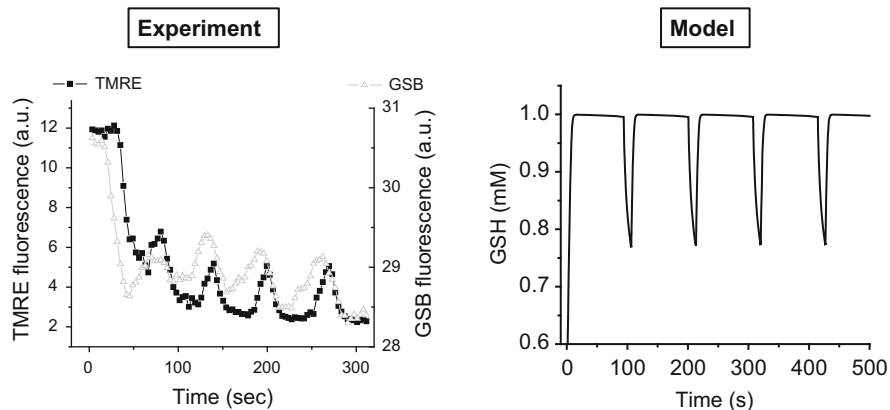 Experiment
TMRE
GSB
TMRE fluorescence (a.u.)
12
10
8
6
4
2
31
30
29
28
GSB fluorescence (a.u.)
0
100
200
300
Time (sec)
Model
GSH (mM)
1.0
0.9
0.8
0.7
0.6
0
100
200
300
400
500
Time (s)